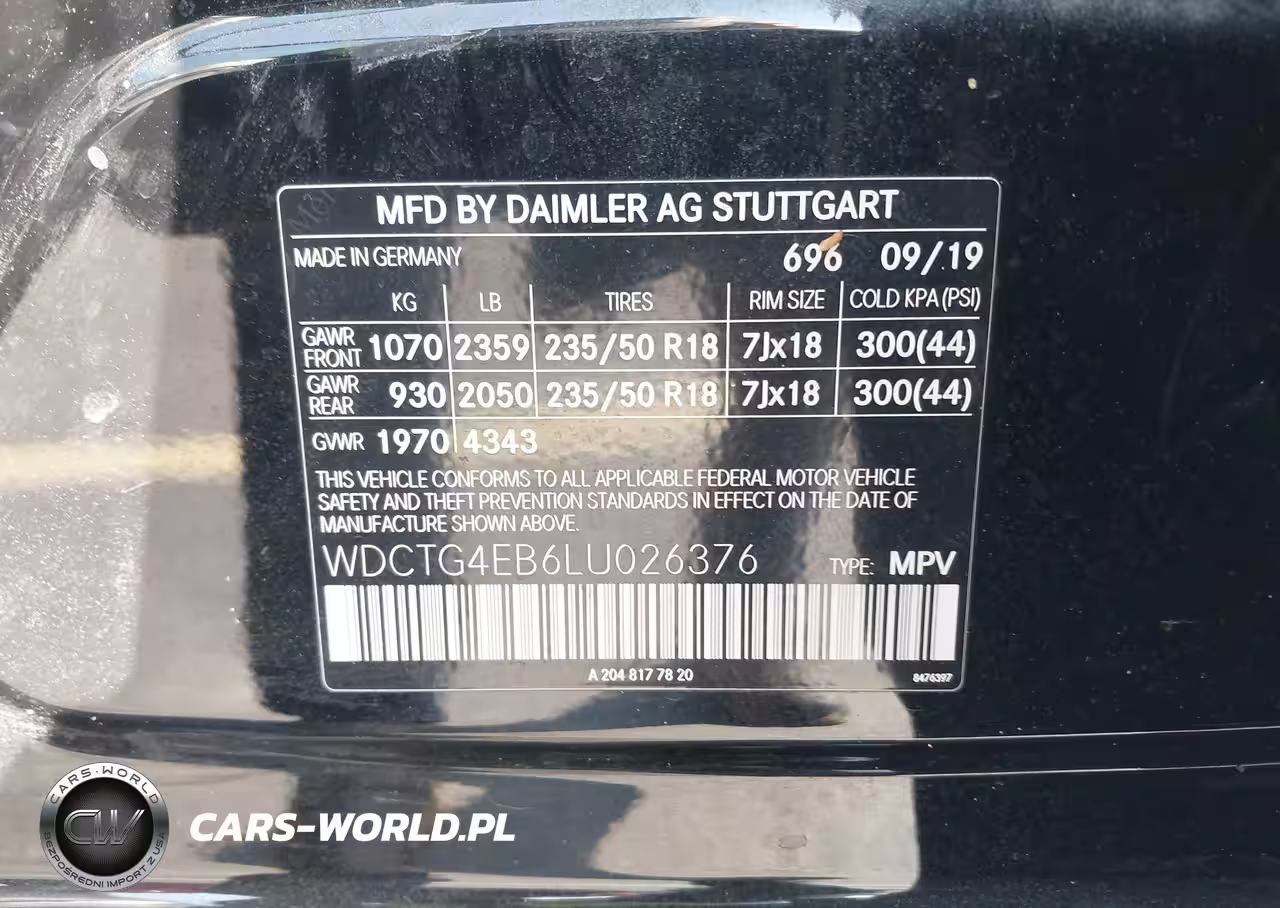 MFD BY DAIMLER AG STUTTGART
MADE IN GERMANY 696 09/19
KG LB TIRES RIM SIZE COLD KPA (PSI)
GAWR FRONT 1070 2359 235/50 R18 7Jx18 300(44)
GAWR REAR 930 2050 235/50 R18 7Jx18 300(44)
GVWR 1970 4343
THIS VEHICLE CONFORMS TO ALL APPLICABLE FEDERAL MOTOR VEHICLE
SAFETY AND THEFT PREVENTION STANDARDS IN EFFECT ON THE DATE OF
MANUFACTURE SHOWN ABOVE.
WDCTG4EB6LU026376 TYPE: MPV
A 204 817 78 20 8476397
CARS-WORLD
CW
BEZPOŚREDNI IMPORT Z USA
CARS-WORLD.PL